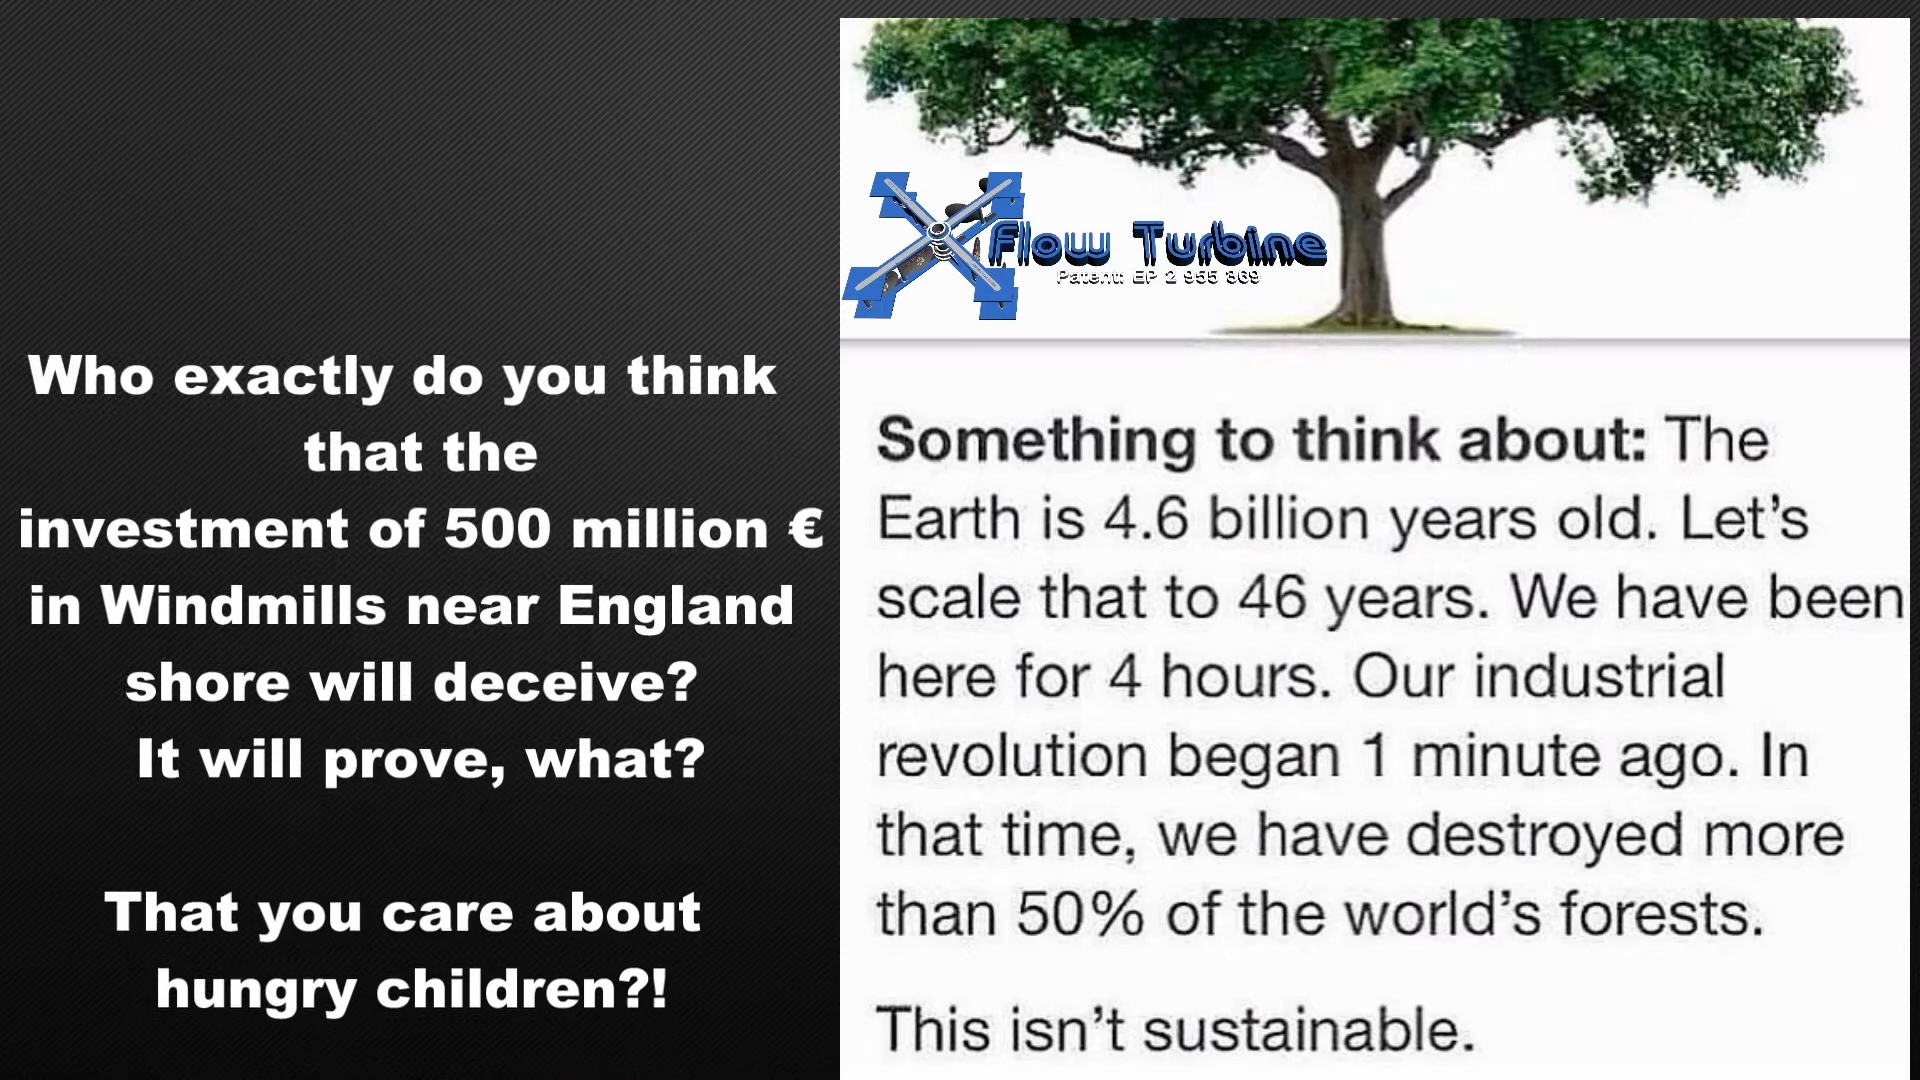 Who exactly do you think
that the
investment of 500 million €
in Windmills near England
shore will deceive?
It will prove, what?
That you care about
hungry children?!
Flow Turbine
Patent: EP 2 955 369
Something to think about: The
Earth is 4.6 billion years old. Let’s
scale that to 46 years. We have been
here for 4 hours. Our industrial
revolution began 1 minute ago. In
that time, we have destroyed more
than 50% of the world’s forests.
This isn’t sustainable.